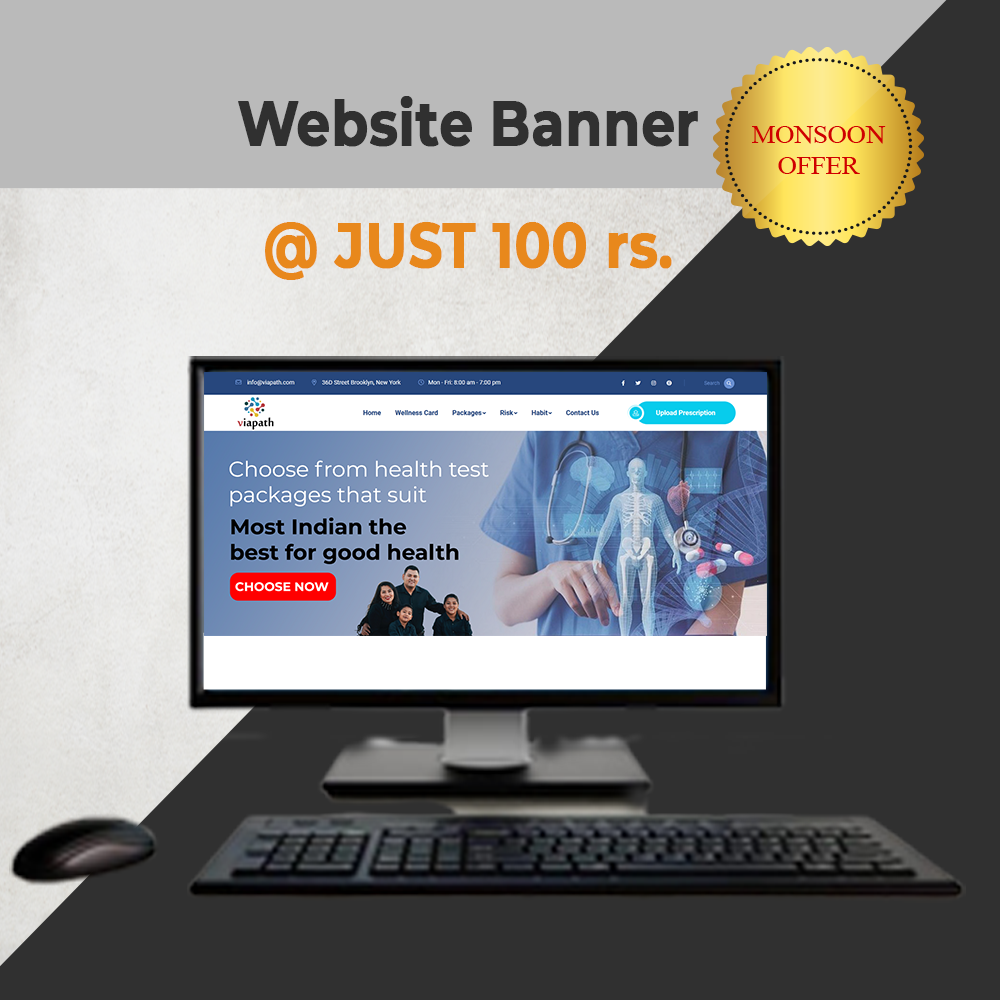 Website Banner
MONSOON
OFFER
@ JUST 100 rs.
info@viapath.com 36D Street Brooklyn, New York Mon - Fri: 8:00 am - 7:00 pm Search
viapath
Home Wellness Card Packages Risk Habit Contact Us Upload Prescription
Choose from health test
packages that suit
Most Indian the
best for good health
CHOOSE NOW